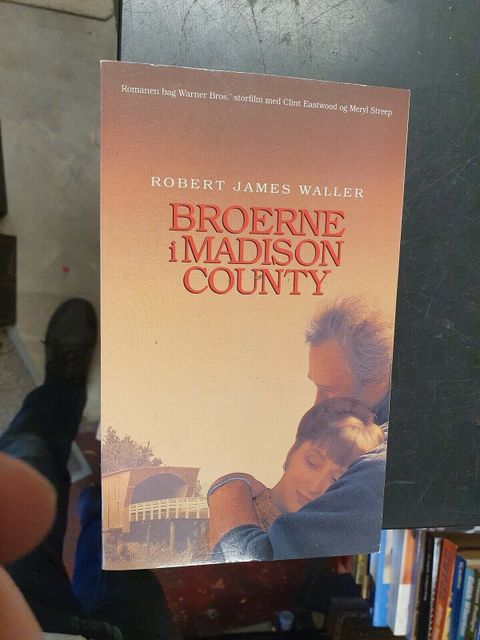 Romanen bag Warner Bros.' storfilm med Clint Eastwood og Meryl Streep
ROBERT JAMES WALLER
BROERNE
i MADISON
COUNTY